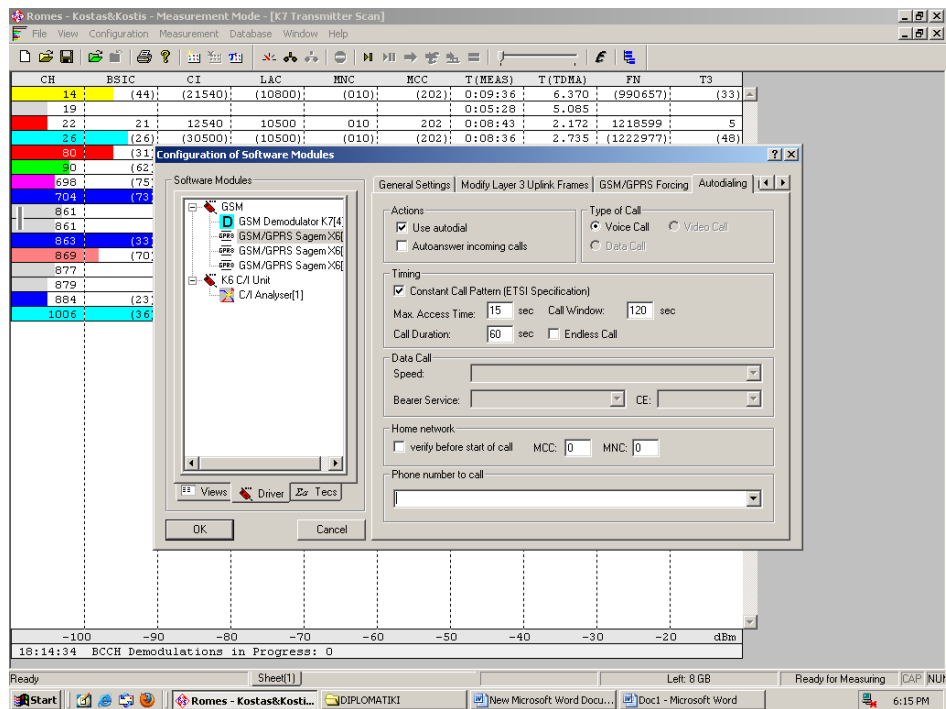 Romes - Kostas&Kostis - Measurement Mode - [K7 Transmitter Scan]
File View Configuration Measurement Database Window Help
CH BSIC CI LAC MNC MCC T(MEAS) T(TDMA) FN T3
14 (44) (21540) (10800) (010) (202) 0:09:36 6.370 (990657) (33)
19 0:05:28 5.085
22 21 12540 10500 010 202 0:08:43 2.172 1218599 5
26 (26) (30500) (10500) (010) (202) 0:08:36 2.735 (1222977) (48)
80 (31)
90 (62)
698 (75)
704 (73)
861
861
863 (33)
869 (70)
877
879
884 (23)
1006 (36)
Configuration of Software Modules
Software Modules
GSM
GSM Demodulator K7[4]
GSM/GPRS Sagem X6[
GSM/GPRS Sagem X6[
GSM/GPRS Sagem X6[
K6 C/I Unit
C/I Analyser[1]
Views Driver Tecs
OK Cancel
General Settings Modify Layer 3 Uplink Frames GSM/GPRS Forcing Autodialing
Actions
Use autodial
Autoanswer incoming calls
Type of Call
Voice Call Video Call
Data Call
Timing
Constant Call Pattern (ETSI Specification)
Max. Access Time: 15 sec Call Window: 120 sec
Call Duration: 60 sec Endless Call
Data Call
Speed:
Bearer Service: CE:
Home network
verify before start of call MCC: 0 MNC: 0
Phone number to call
-100 -90 -80 -70 -60 -50 -40 -30 -20 dBm
18:14:34 BCCH Demodulations in Progress: 0
Ready Sheet(1) Left: 8 GB Ready for Measuring CAP NUM
Start Romes - Kostas&Kosti... DIPLOMATIKI New Microsoft Word Docu... Doc1 - Microsoft Word 6:15 PM